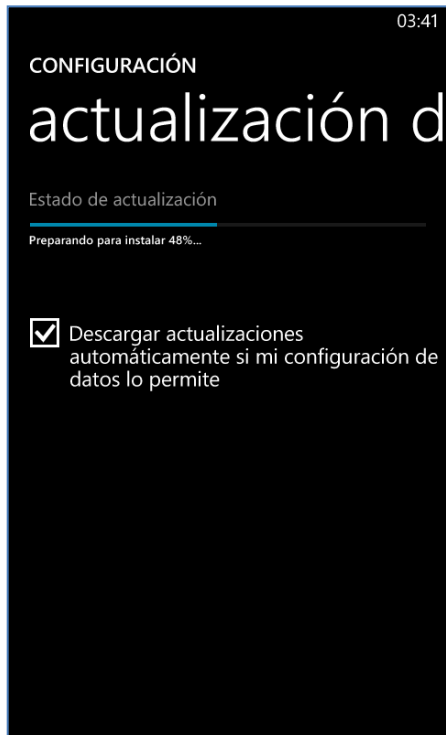 03:41
CONFIGURACIÓN
actualización d
Estado de actualización
Preparando para instalar 48%...
Descargar actualizaciones
automáticamente si mi configuración de
datos lo permite